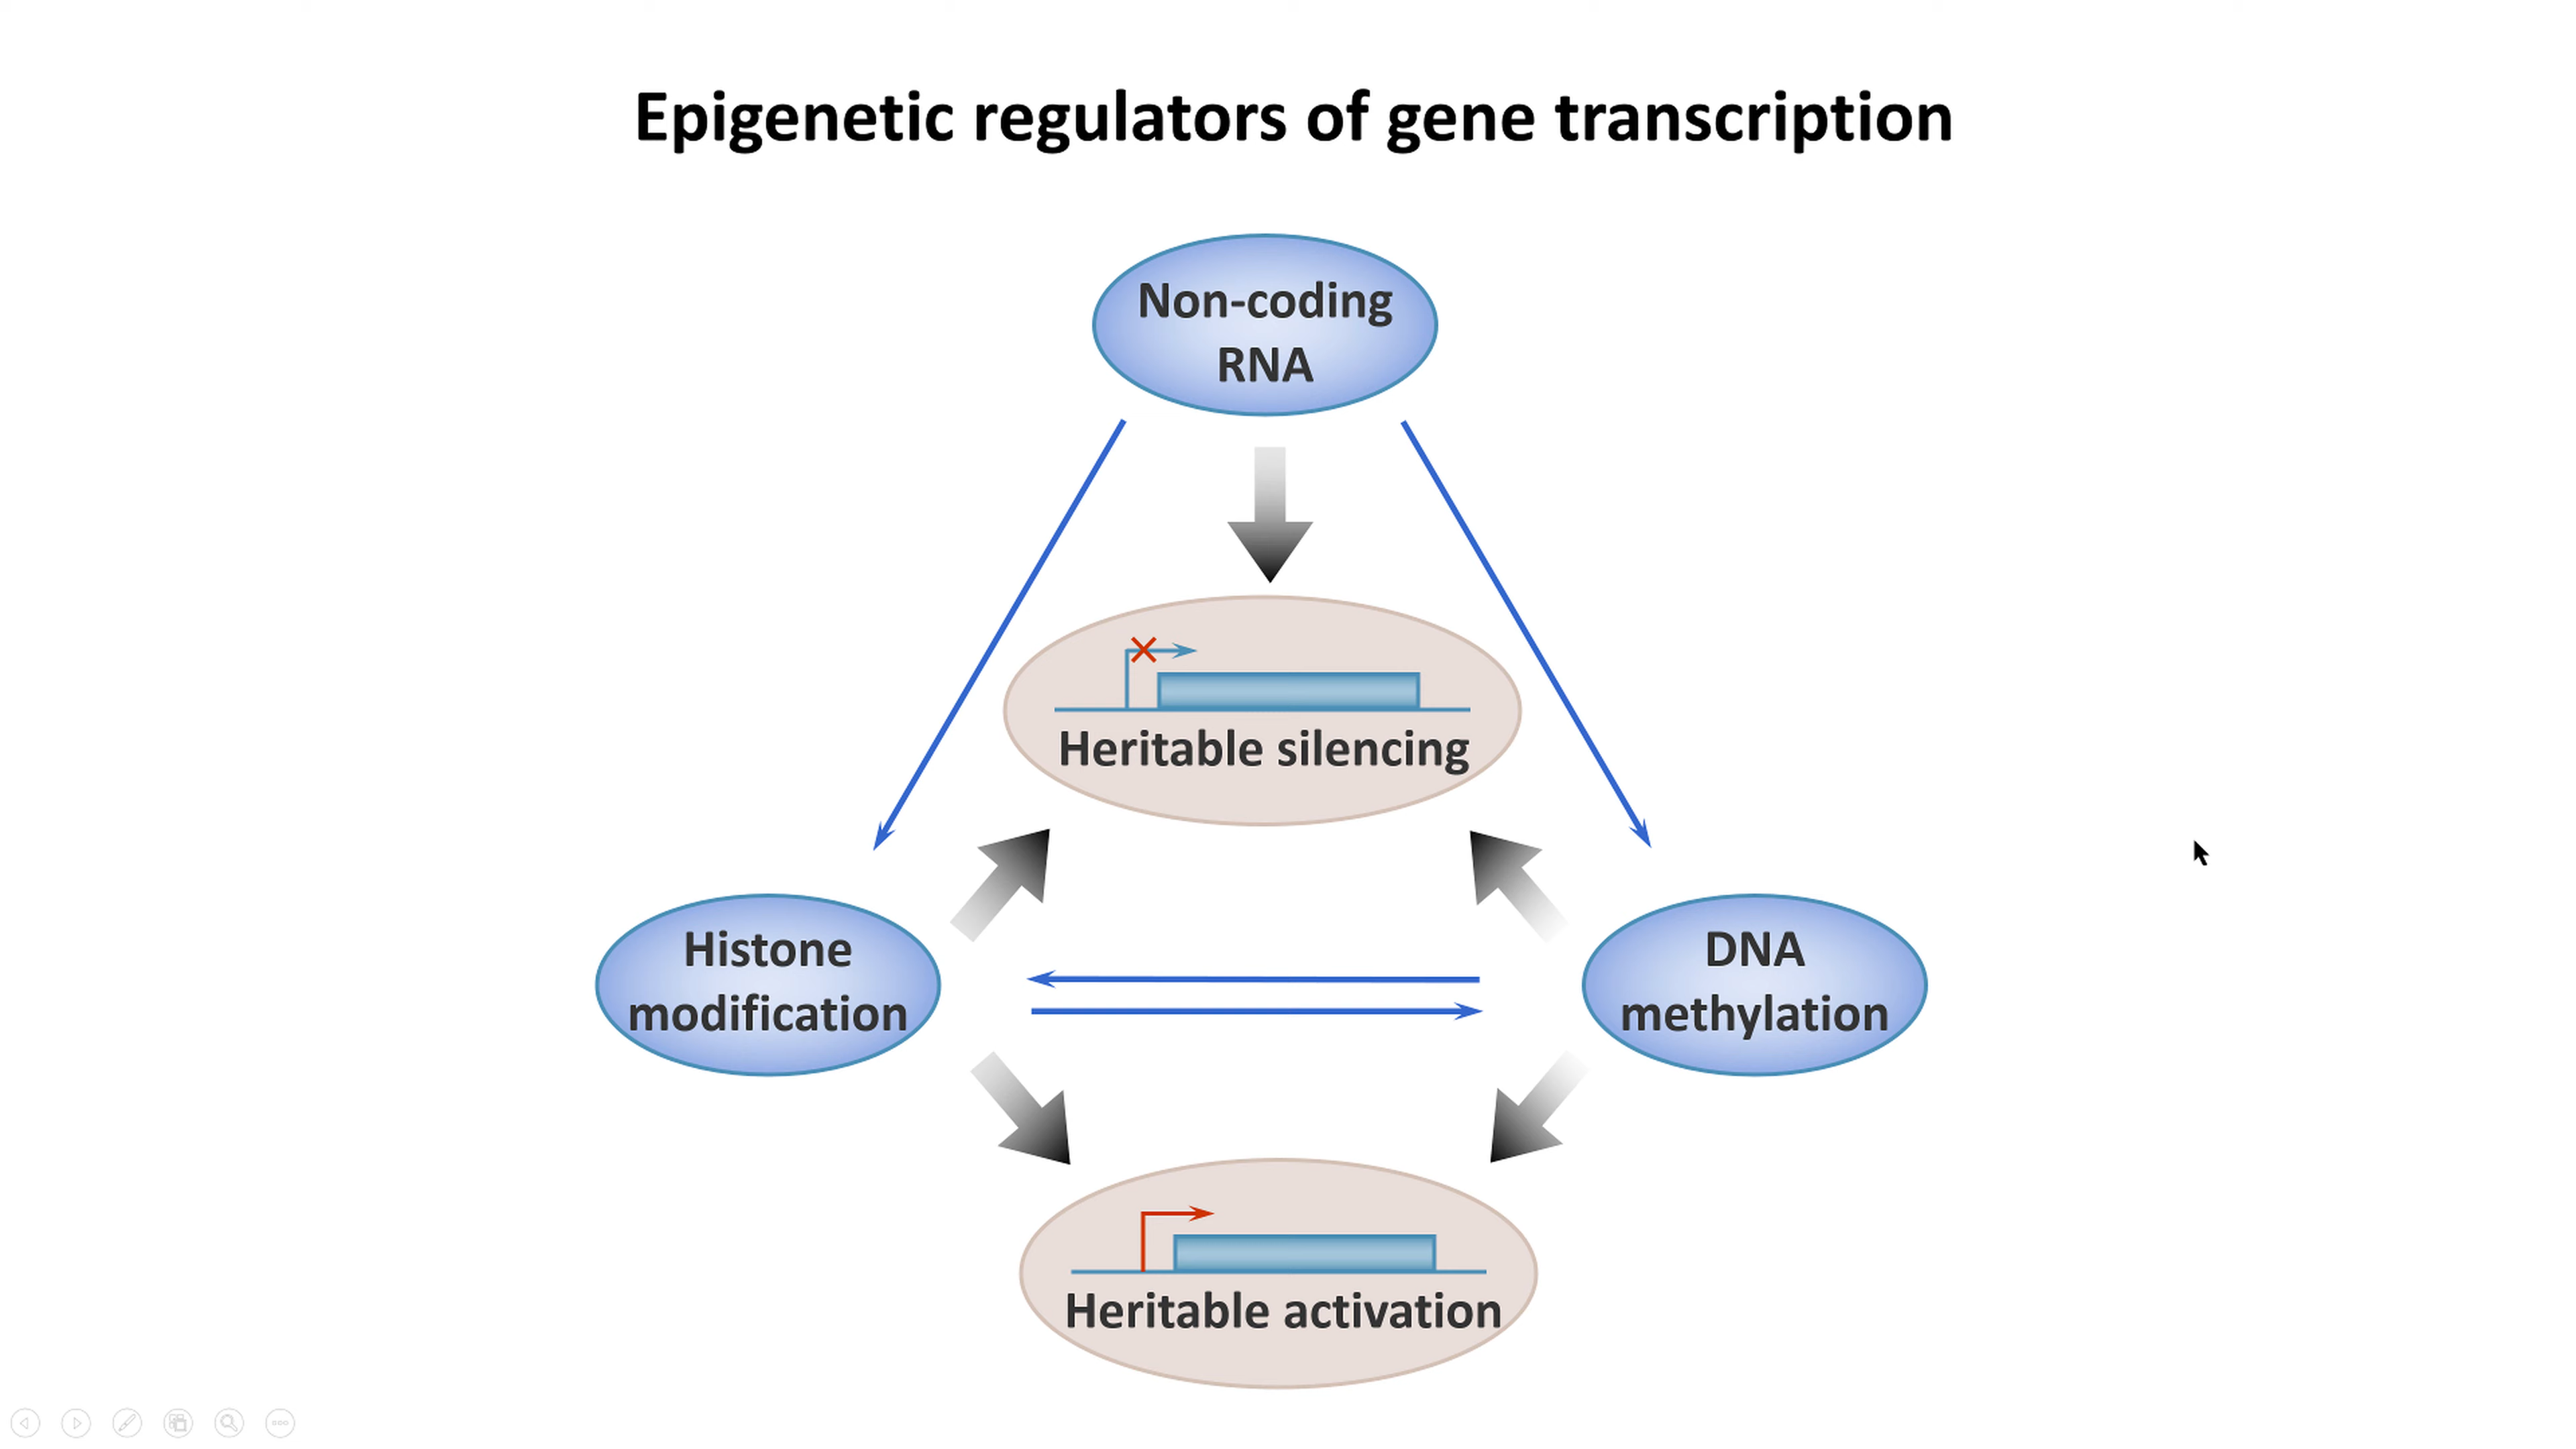 Epigenetic regulators of gene transcription
Non-coding
RNA
Heritable silencing
Histone
modification
DNA
methylation
Heritable activation